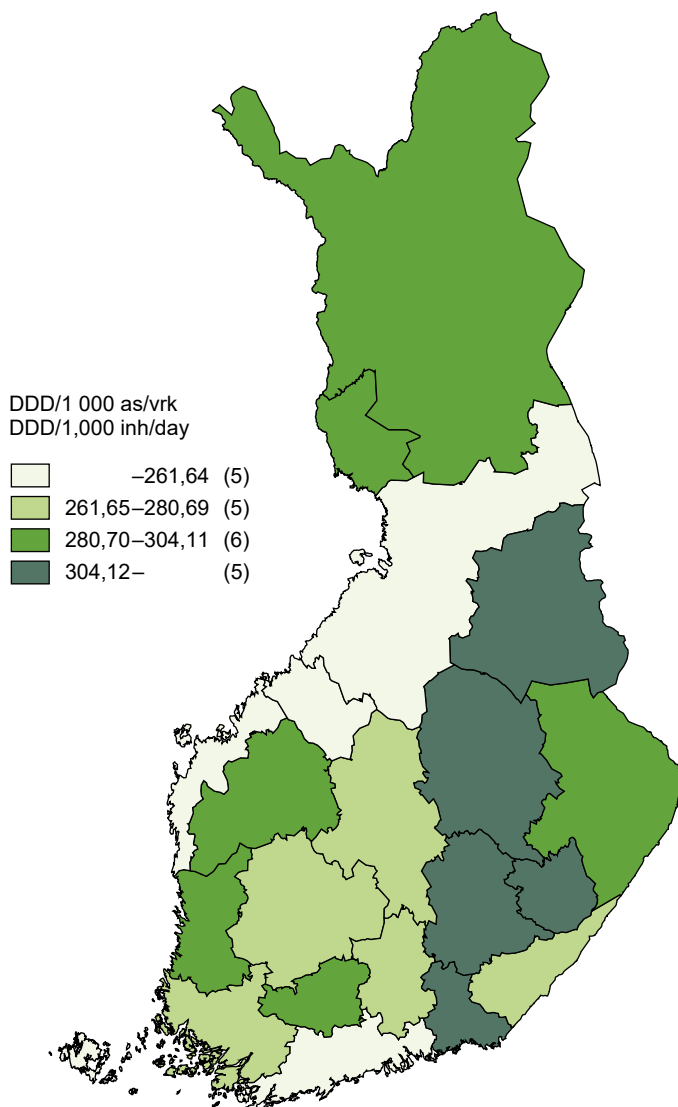 DDD/1 000 as/vrk
DDD/1,000 inh/day
–261,64 (5)
261,65–280,69 (5)
280,70–304,11 (6)
304,12– (5)